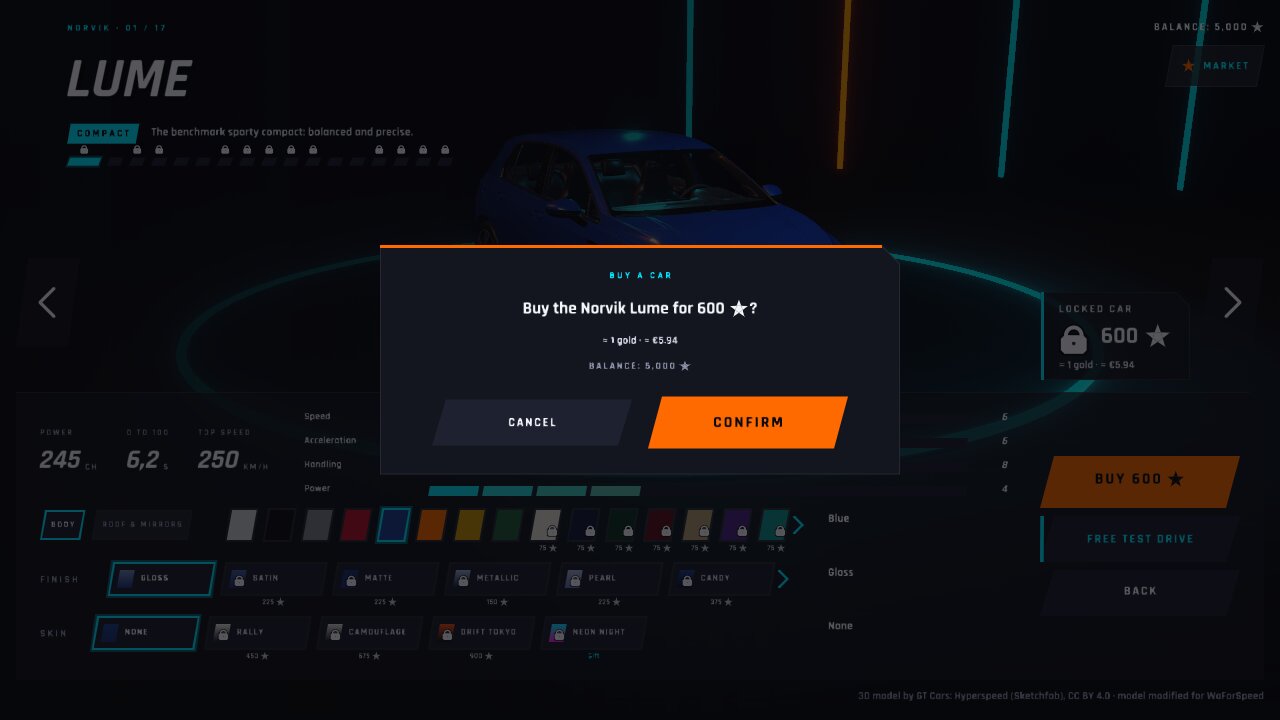 NORVIK · 01 / 17
BALANCE: 5,000 ★
LUME
★ MARKET
COMPACT The benchmark sporty compact: balanced and precise.
BUY A CAR
Buy the Norvik Lume for 600 ★?
≈ 1 gold · ≈ €5.94
BALANCE: 5,000 ★
CANCEL
CONFIRM
LOCKED CAR
600 ★
≈ 1 gold · ≈ €5.94
POWER 0 TO 100 TOP SPEED
245 CH 6,2 S 250 KM/H
Speed 6
Acceleration 6
Handling 8
Power 4
BUY 600 ★
FREE TEST DRIVE
BACK
BODY ROOF & MIRRORS Blue
75 ★ 75 ★ 75 ★ 75 ★ 75 ★ 75 ★ 75 ★
FINISH GLOSS SATIN MATTE METALLIC PEARL CANDY Gloss
225 ★ 225 ★ 150 ★ 225 ★ 375 ★
SKIN NONE RALLY CAMOUFLAGE DRIFT TOKYO NEON NIGHT None
450 ★ 675 ★ 900 ★ Gift
3D model by GT Cars: Hyperspeed (Sketchfab), CC BY 4.0 · model modified for WaForSpeed